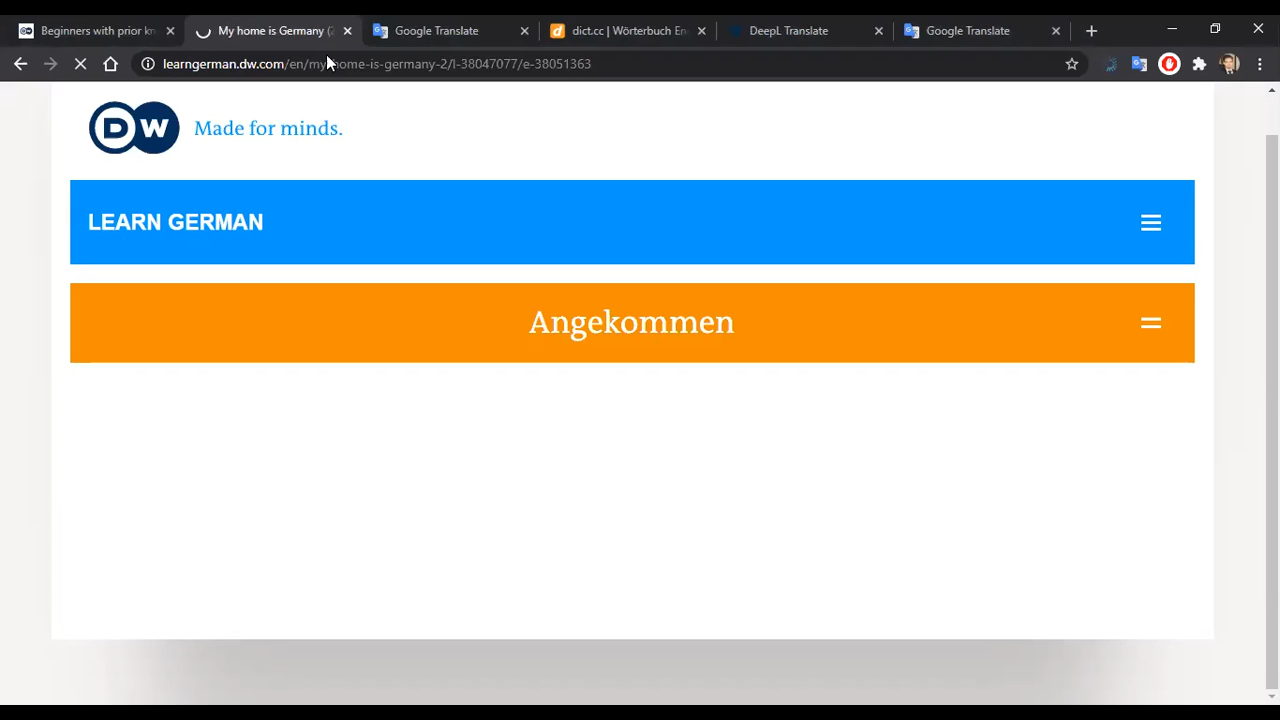 Beginners with prior kn
My home is Germany (2
Google Translate
dict.cc | Wörterbuch En
DeepL Translate
Google Translate
learngerman.dw.com/en/my-home-is-germany-2/l-38047077/e-38051363
DW
Made for minds.
LEARN GERMAN
Angekommen